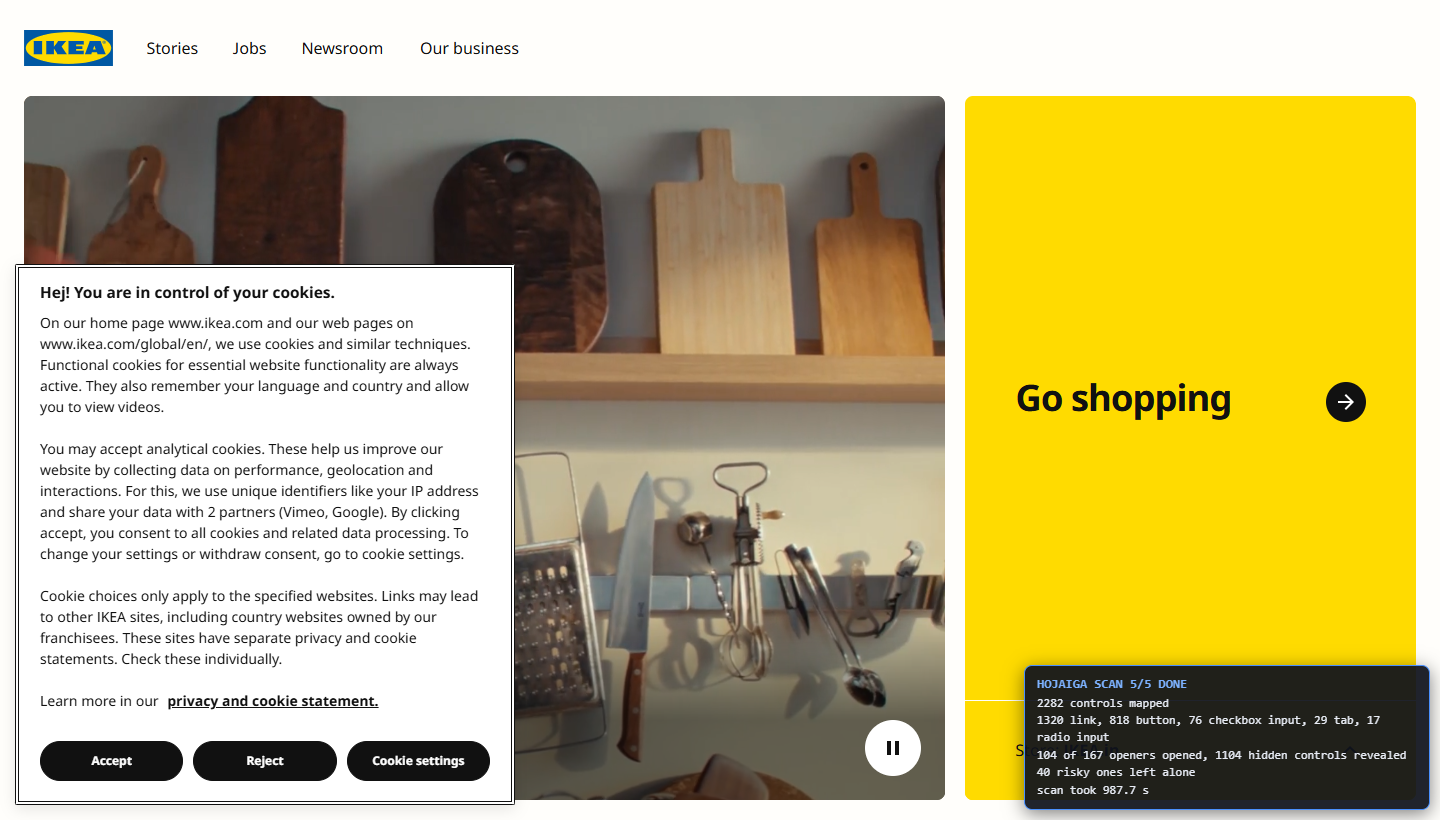 IKEA
Stories
Jobs
Newsroom
Our business
Go shopping
Hej! You are in control of your cookies.
On our home page www.ikea.com and our web pages on
www.ikea.com/global/en/, we use cookies and similar techniques.
Functional cookies for essential website functionality are always
active. They also remember your language and country and allow
you to view videos.
You may accept analytical cookies. These help us improve our
website by collecting data on performance, geolocation and
interactions. For this, we use unique identifiers like your IP address
and share your data with 2 partners (Vimeo, Google). By clicking
accept, you consent to all cookies and related data processing. To
change your settings or withdraw consent, go to cookie settings.
Cookie choices only apply to the specified websites. Links may lead
to other IKEA sites, including country websites owned by our
franchisees. These sites have separate privacy and cookie
statements. Check these individually.
Learn more in our privacy and cookie statement.
Accept
Reject
Cookie settings
HOJAIGA SCAN 5/5 DONE
2282 controls mapped
1320 link, 818 button, 76 checkbox input, 29 tab, 17
radio input
104 of 167 openers opened, 1104 hidden controls revealed
40 risky ones left alone
scan took 987.7 s